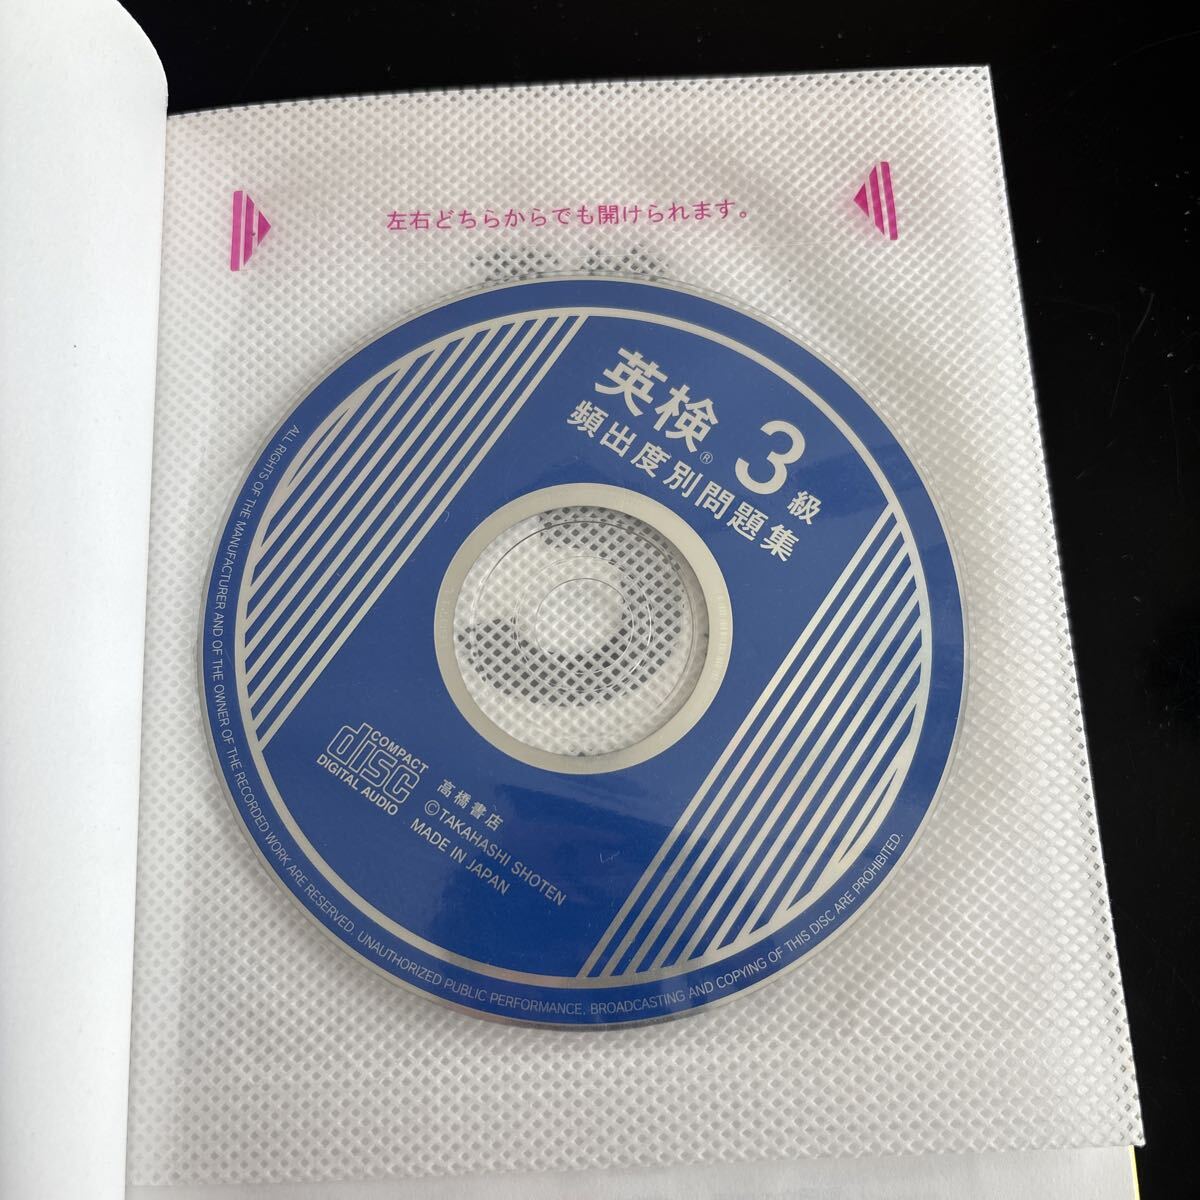 左右どちらからでも開けられます。
英検® 3級
頻出度別問題集
COMPACT
disc
DIGITAL AUDIO
高橋書店
©TAKAHASHI SHOTEN
MADE IN JAPAN
ALL RIGHTS OF THE MANUFACTURER AND OF THE OWNER OF THE RECORDED WORK ARE RESERVED. UNAUTHORIZED PUBLIC PERFORMANCE, BROADCASTING AND COPYING OF THIS DISC ARE PROHIBITED.